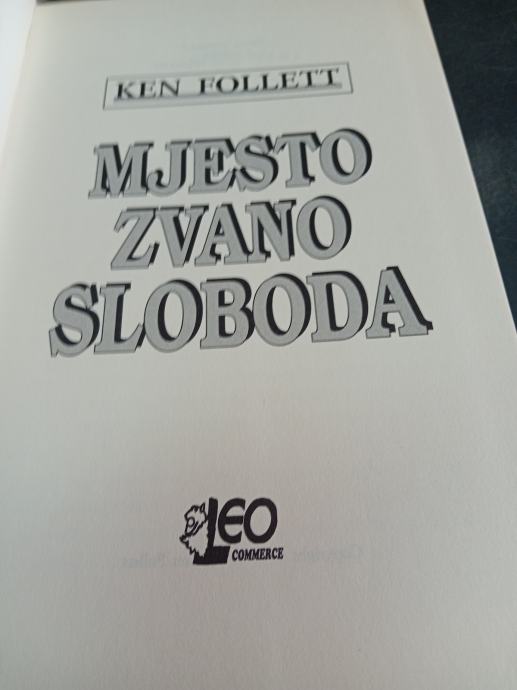 KEN FOLLETT
MJESTO
ZVANO
SLOBODA
LEO
COMMERCE